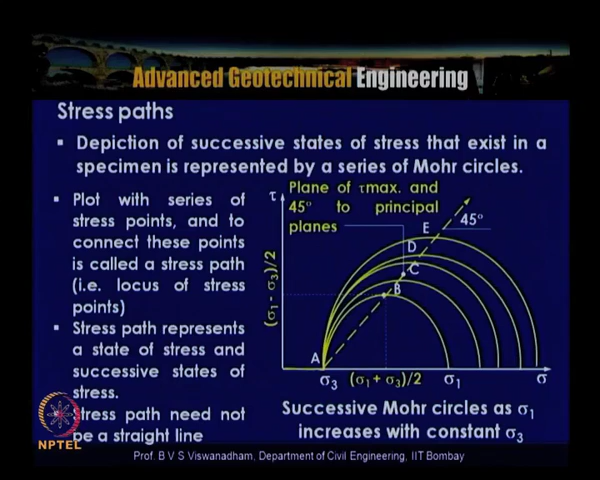 Advanced Geotechnical Engineering
Stress paths
▪ Depiction of successive states of stress that exist in a
specimen is represented by a series of Mohr circles.
▪ Plot with series of
stress points, and to
connect these points
is called a stress path
(i.e. locus of stress
points)
▪ Stress path represents
a state of stress and
successive states of
stress.
Stress path need not
be a straight line
τ
Plane of τmax. and
45° to principal
planes
45°
E
D
C
B
A
(σ1 - σ3)/2
σ3 (σ1 + σ3)/2 σ1 σ
Successive Mohr circles as σ1
increases with constant σ3
NPTEL
Prof. B V S Viswanadham, Department of Civil Engineering, IIT Bombay